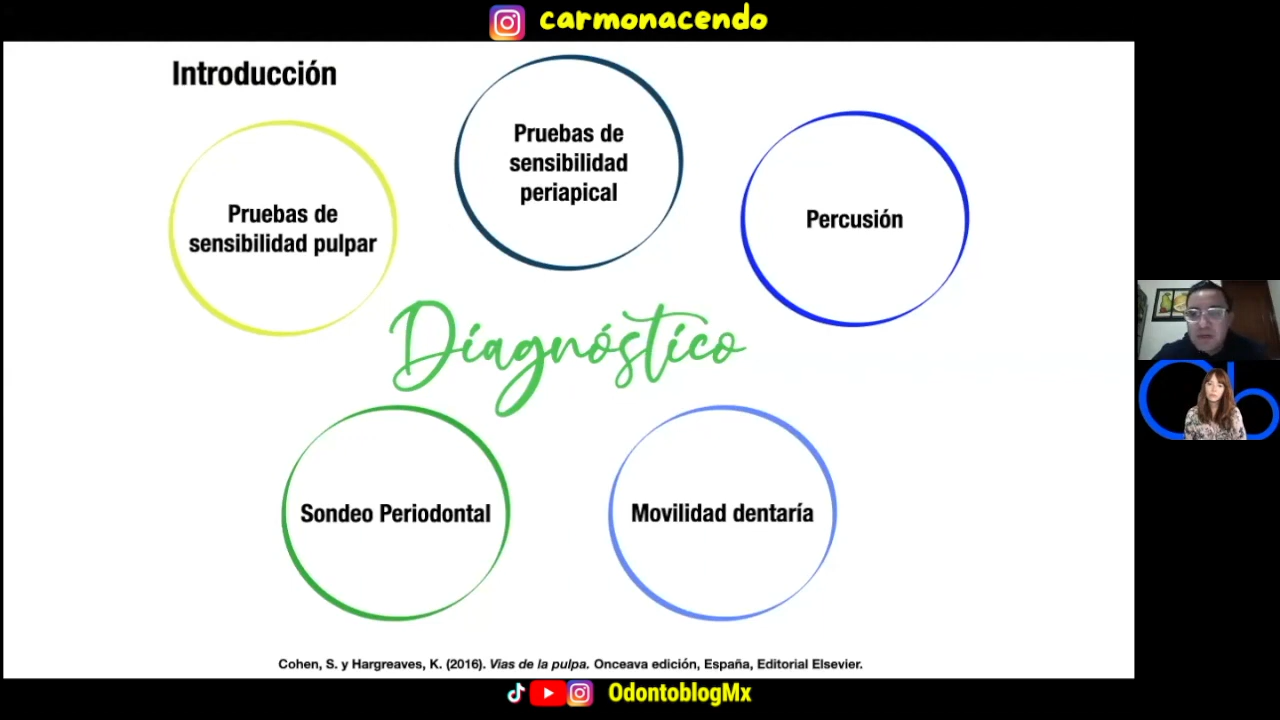 carmonacendo
Introducción
Pruebas de
sensibilidad
periapical
Pruebas de
sensibilidad pulpar
Percusión
Diagnóstico
Sondeo Periodontal
Movilidad dentaría
Cohen, S. y Hargreaves, K. (2016). Vias de la pulpa. Onceava edición, España, Editorial Elsevier.
OdontoblogMx